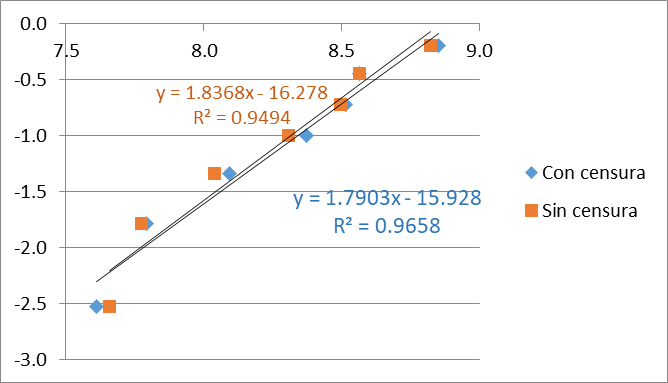 0.0
7.5 8.0 8.5 9.0
-0.5
y = 1.8368x - 16.278
R² = 0.9494
-1.0
-1.5
y = 1.7903x - 15.928
R² = 0.9658
-2.0
-2.5
-3.0
Con censura
Sin censura